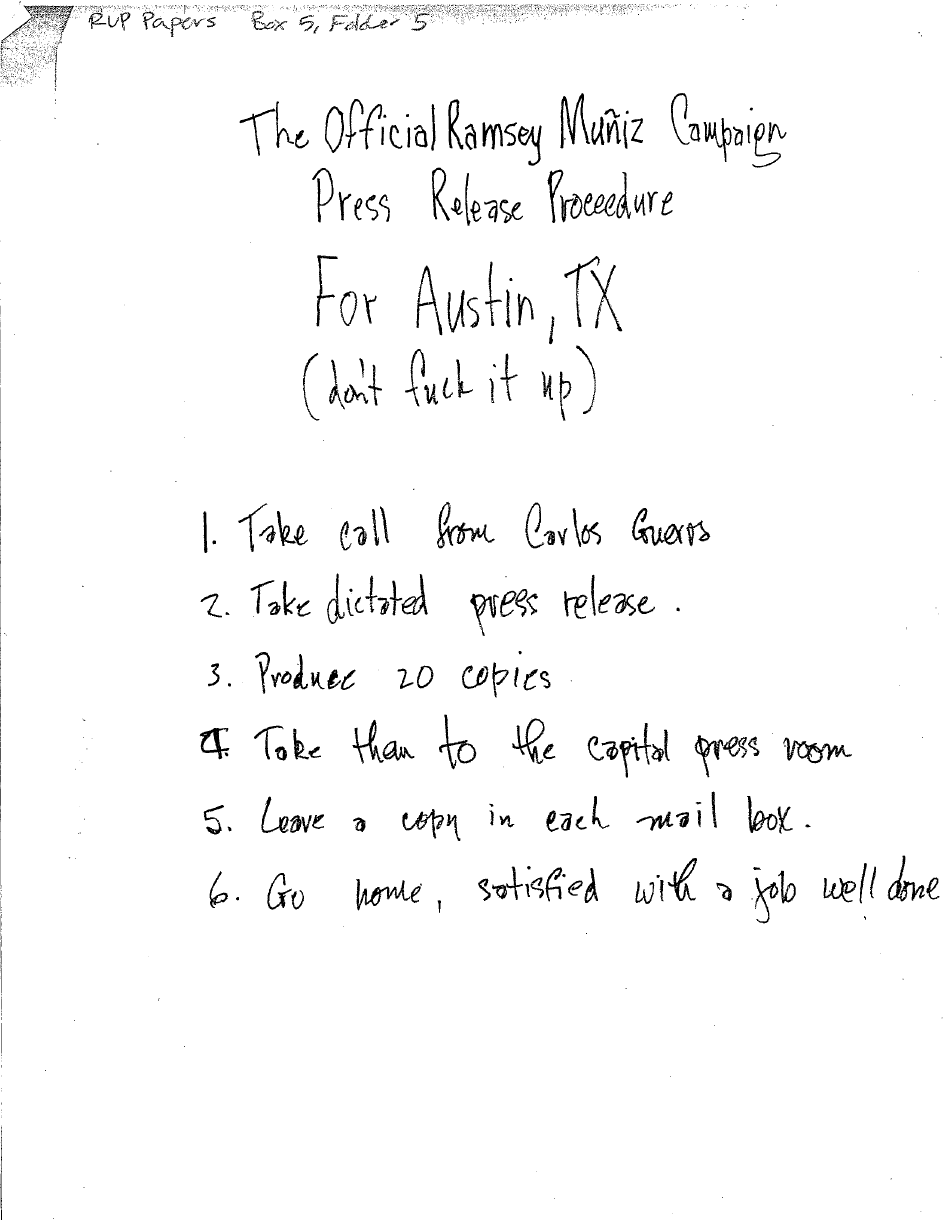 RUP Papers Box 5, Folder 5
The Official Ramsey Muñiz Campaign
Press Release Proceedure
For Austin, TX
(don't fuck it up)
1. Take call from Carlos Guerra
2. Take dictated press release.
3. Produce 20 copies
4. Take them to the capital press room
5. Leave a copy in each mail box.
6. Go home, satisfied with a job well done